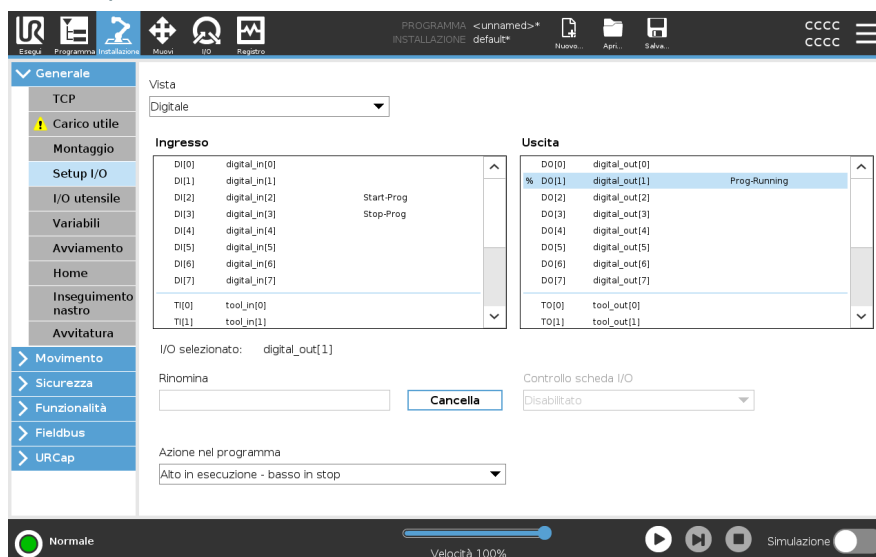 PROGRAMMA <unnamed>*
INSTALLAZIONE default*
CCCC
CCCC
Esegui Programma Installazione Muovi I/O Registro Nuovo... Apri... Salva...
Generale
TCP
Carico utile
Montaggio
Setup I/O
I/O utensile
Variabili
Avviamento
Home
Inseguimento
nastro
Avvitatura
Movimento
Sicurezza
Funzionalità
Fieldbus
URCap
Vista
Digitale
Ingresso
DI[0] digital_in[0]
DI[1] digital_in[1]
DI[2] digital_in[2] Start-Prog
DI[3] digital_in[3] Stop-Prog
DI[4] digital_in[4]
DI[5] digital_in[5]
DI[6] digital_in[6]
DI[7] digital_in[7]
TI[0] tool_in[0]
TI[1] tool_in[1]
Uscita
DO[0] digital_out[0]
% DO[1] digital_out[1] Prog-Running
DO[2] digital_out[2]
DO[3] digital_out[3]
DO[4] digital_out[4]
DO[5] digital_out[5]
DO[6] digital_out[6]
DO[7] digital_out[7]
TO[0] tool_out[0]
TO[1] tool_out[1]
I/O selezionato: digital_out[1]
Rinomina
Cancella
Controllo scheda I/O
Disabilitato
Azione nel programma
Alto in esecuzione - basso in stop
Normale
Velocità 100%
Simulazione